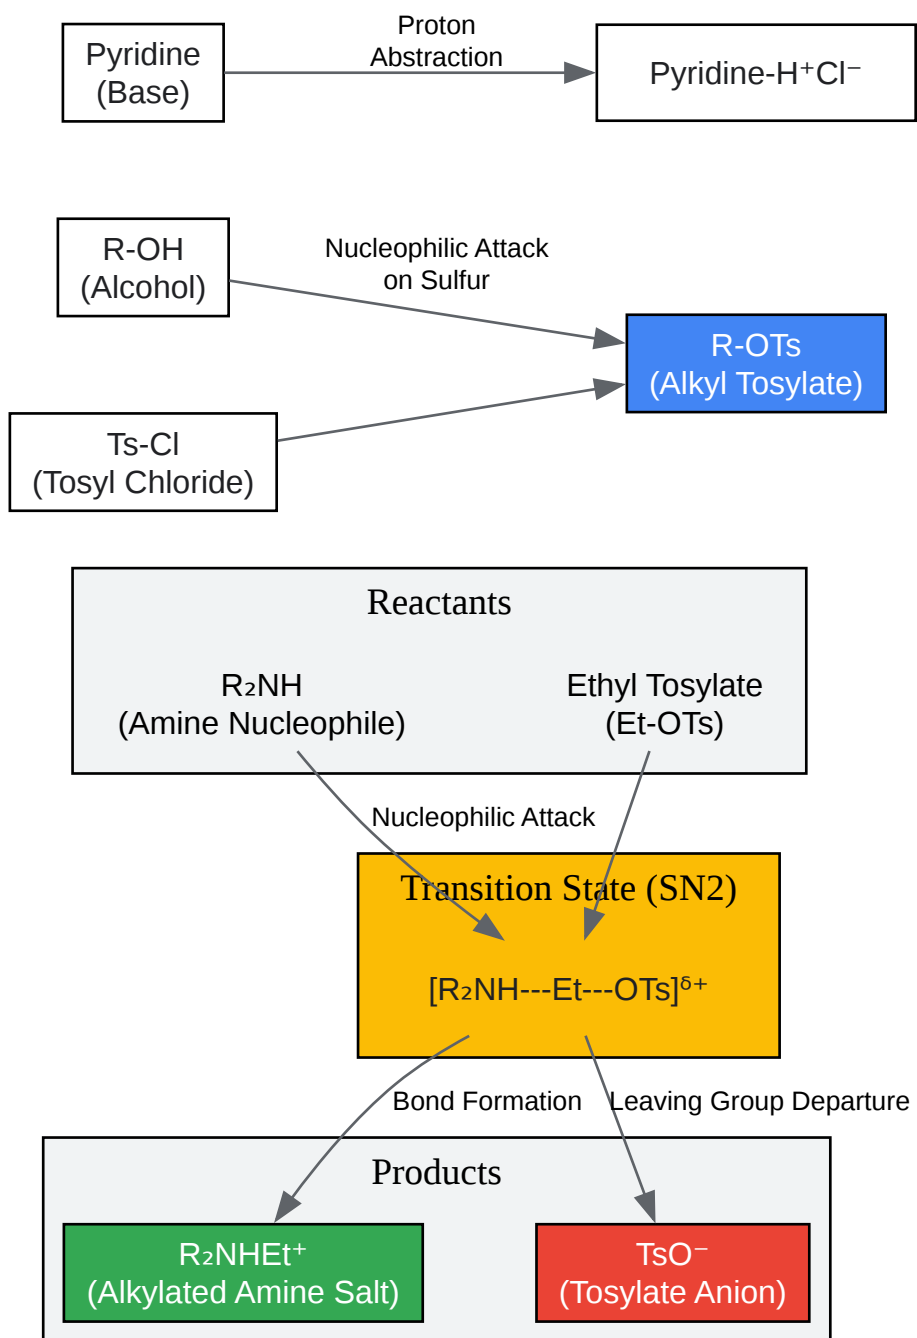 Pyridine
(Base)
Proton
Abstraction
Pyridine-H⁺Cl⁻
R-OH
(Alcohol)
Nucleophilic Attack
on Sulfur
R-OTs
(Alkyl Tosylate)
Ts-Cl
(Tosyl Chloride)
Reactants
R₂NH
(Amine Nucleophile)
Ethyl Tosylate
(Et-OTs)
Nucleophilic Attack
Transition State (SN2)
[R₂NH---Et---OTs]ᵟ⁺
Bond Formation
Leaving Group Departure
Products
R₂NHEt⁺
(Alkylated Amine Salt)
TsO⁻
(Tosylate Anion)